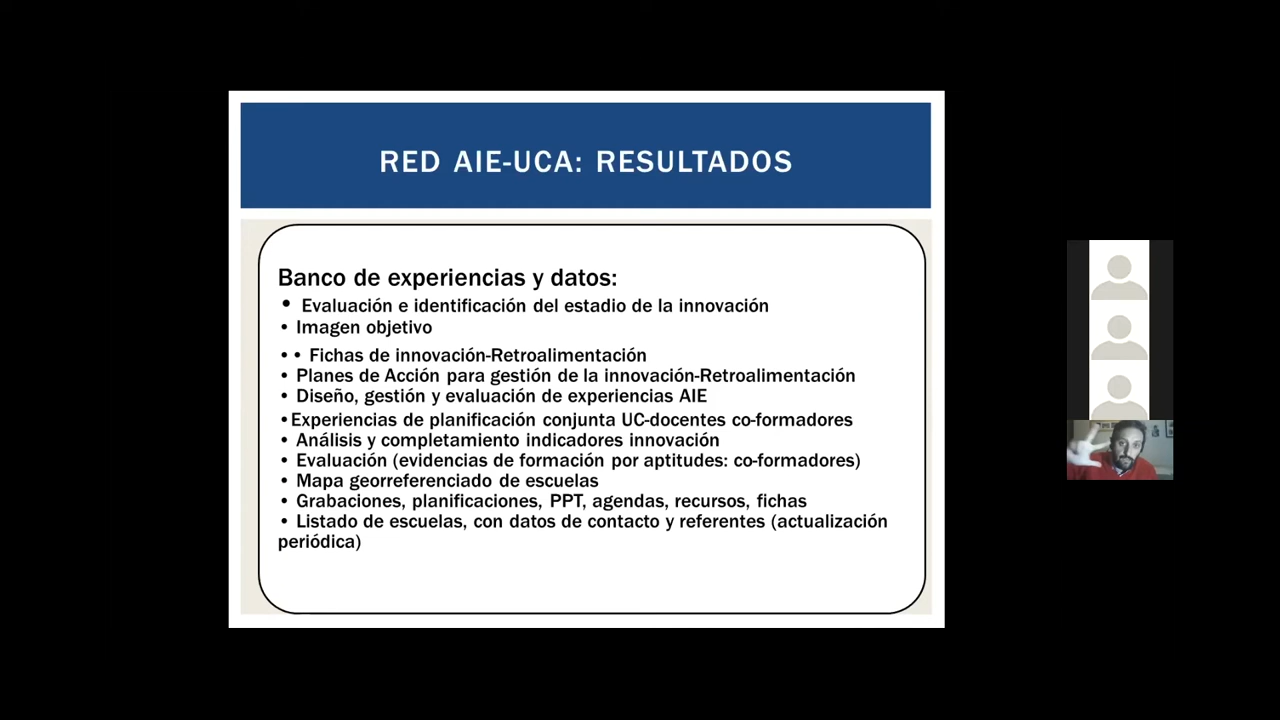 RED AIE-UCA: RESULTADOS
Banco de experiencias y datos:
• Evaluación e identificación del estadio de la innovación
• Imagen objetivo
• • Fichas de innovación-Retroalimentación
• Planes de Acción para gestión de la innovación-Retroalimentación
• Diseño, gestión y evaluación de experiencias AIE
•Experiencias de planificación conjunta UC-docentes co-formadores
• Análisis y completamiento indicadores innovación
• Evaluación (evidencias de formación por aptitudes: co-formadores)
• Mapa georreferenciado de escuelas
• Grabaciones, planificaciones, PPT, agendas, recursos, fichas
• Listado de escuelas, con datos de contacto y referentes (actualización
periódica)